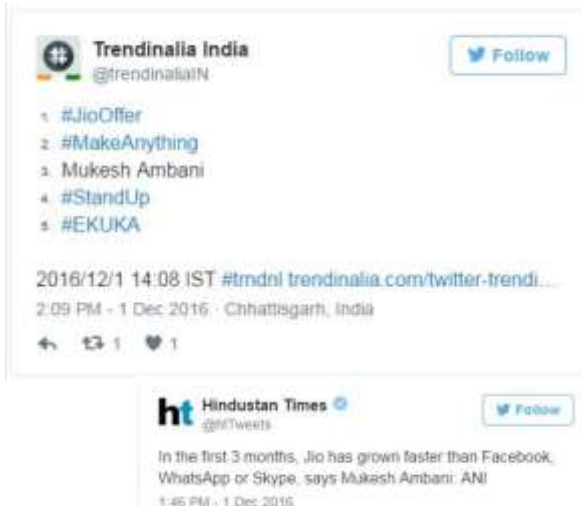 Trendinalia India
@trendinaliaIN
Follow
1. #JioOffer
2. #MakeAnything
3. Mukesh Ambani
4. #StandUp
5. #EKUKA
2016/12/1 14:08 IST #trndnl trendinalia.com/twitter-trendi...
2:09 PM - 1 Dec 2016 · Chhattisgarh, India
1 1
ht Hindustan Times
@htTweets
Follow
In the first 3 months, Jio has grown faster than Facebook,
WhatsApp or Skype, says Mukesh Ambani: ANI
1:46 PM - 1 Dec 2016